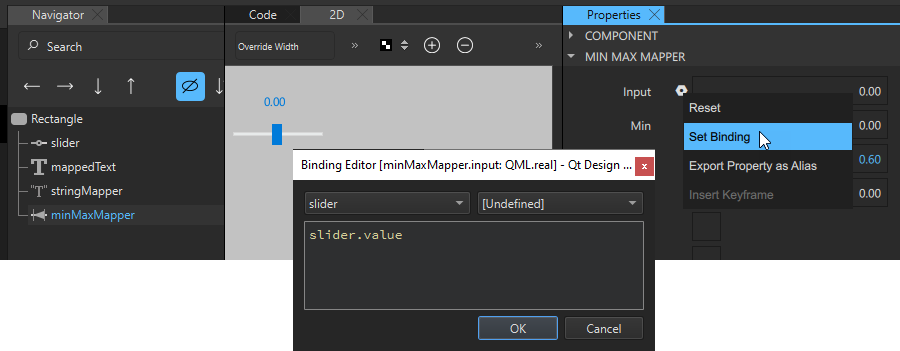 Navigator
Code
2D
Properties
Search
Override Width
»
»
COMPONENT
MIN MAX MAPPER
0.00
Input
0.00
Min
0.00
0.60
0.00
Reset
Set Binding
Export Property as Alias
Insert Keyframe
Rectangle
slider
mappedText
"T" stringMapper
minMaxMapper
Binding Editor [minMaxMapper.input: QML.real] - Qt Design ...
x
slider
[Undefined]
slider.value
OK
Cancel